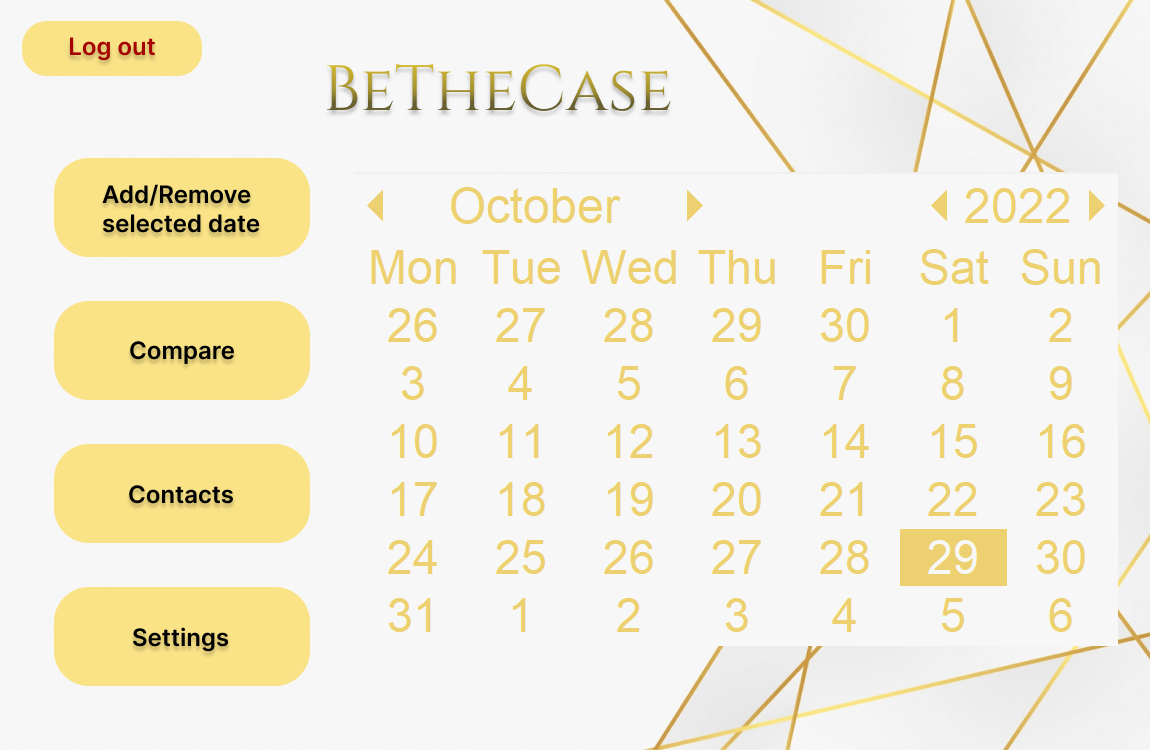 Log out
BeTheCase
Add/Remove
selected date
Compare
Contacts
Settings
October 2022
Mon Tue Wed Thu Fri Sat Sun
26 27 28 29 30 1 2
3 4 5 6 7 8 9
10 11 12 13 14 15 16
17 18 19 20 21 22 23
24 25 26 27 28 29 30
31 1 2 3 4 5 6